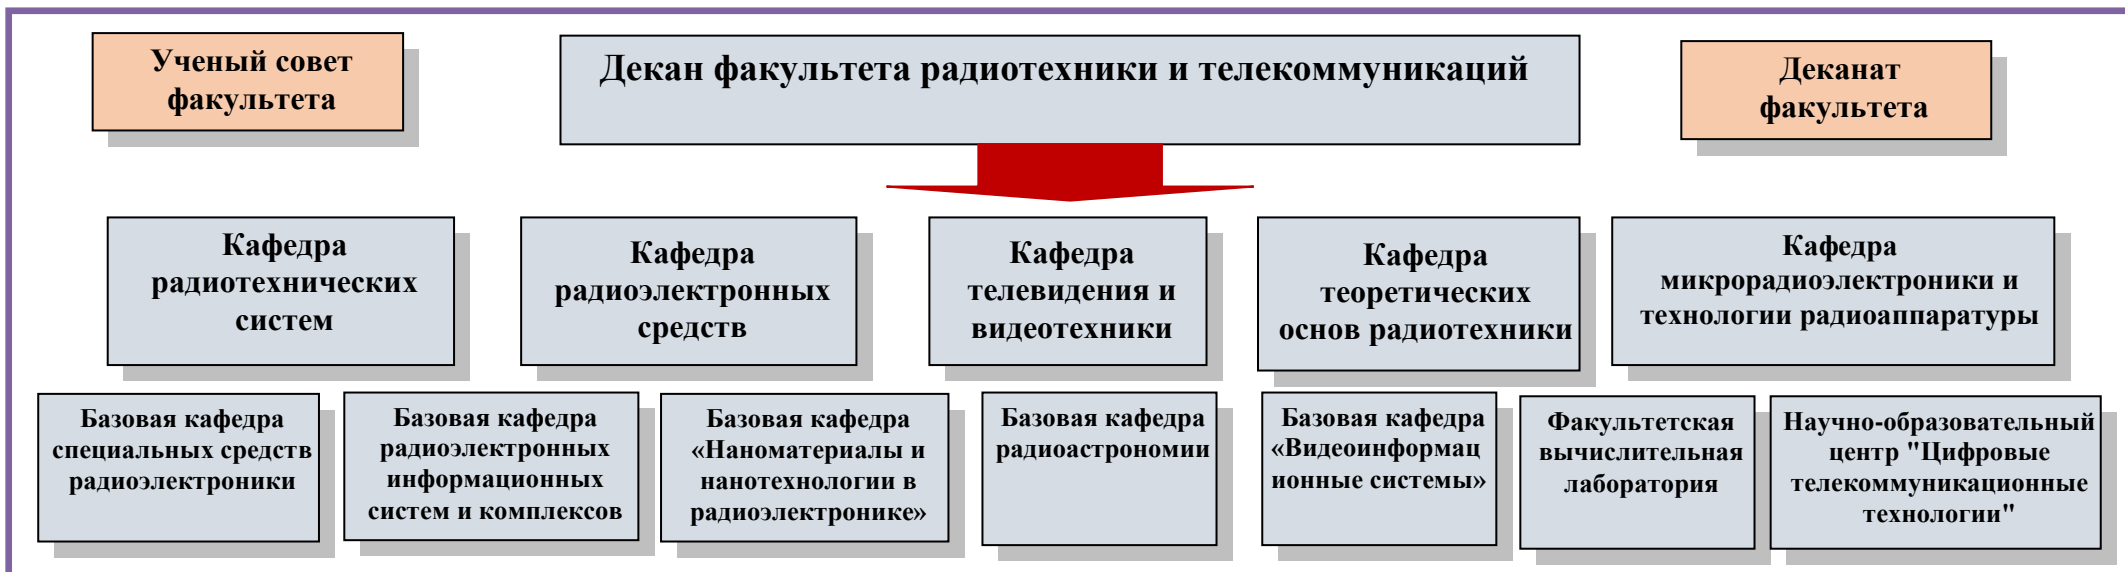 Ученый совет
факультета
Декан факультета радиотехники и телекоммуникаций
Деканат
факультета
Кафедра
радиотехнических
систем
Кафедра
радиоэлектронных
средств
Кафедра
телевидения и
видеотехники
Кафедра
теоретических
основ радиотехники
Кафедра
микрорадиоэлектроники и
технологии радиоаппаратуры
Базовая кафедра
специальных средств
радиоэлектроники
Базовая кафедра
радиоэлектронных
информационных
систем и комплексов
Базовая кафедра
«Наноматериалы и
нанотехнологии в
радиоэлектронике»
Базовая кафедра
радиоастрономии
Базовая кафедра
«Видеоинформац
ионные системы»
Факультетская
вычислительная
лаборатория
Научно-образовательный
центр "Цифровые
телекоммуникационные
технологии"